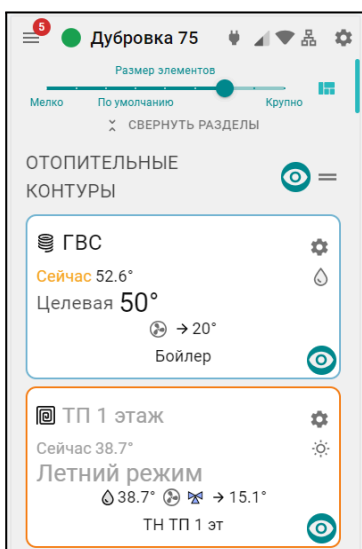 5
Дубровка 75
Размер элементов
Мелко По умолчанию Крупно
СВЕРНУТЬ РАЗДЕЛЫ
ОТОПИТЕЛЬНЫЕ
КОНТУРЫ
ГВС
Сейчас 52.6°
Целевая 50°
→ 20°
Бойлер
ТП 1 этаж
Сейчас 38.7°
Летний режим
38.7° → 15.1°
ТН ТП 1 эт